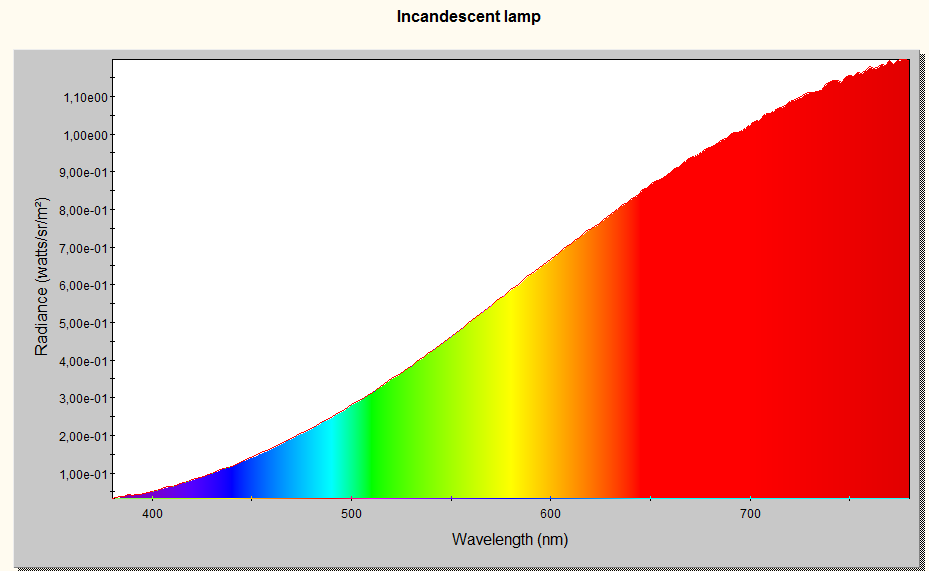 Incandescent lamp
1,10e00
1,00e00
9,00e-01
8,00e-01
7,00e-01
6,00e-01
5,00e-01
4,00e-01
3,00e-01
2,00e-01
1,00e-01
Radiance (watts/sr/m²)
400 500 600 700
Wavelength (nm)